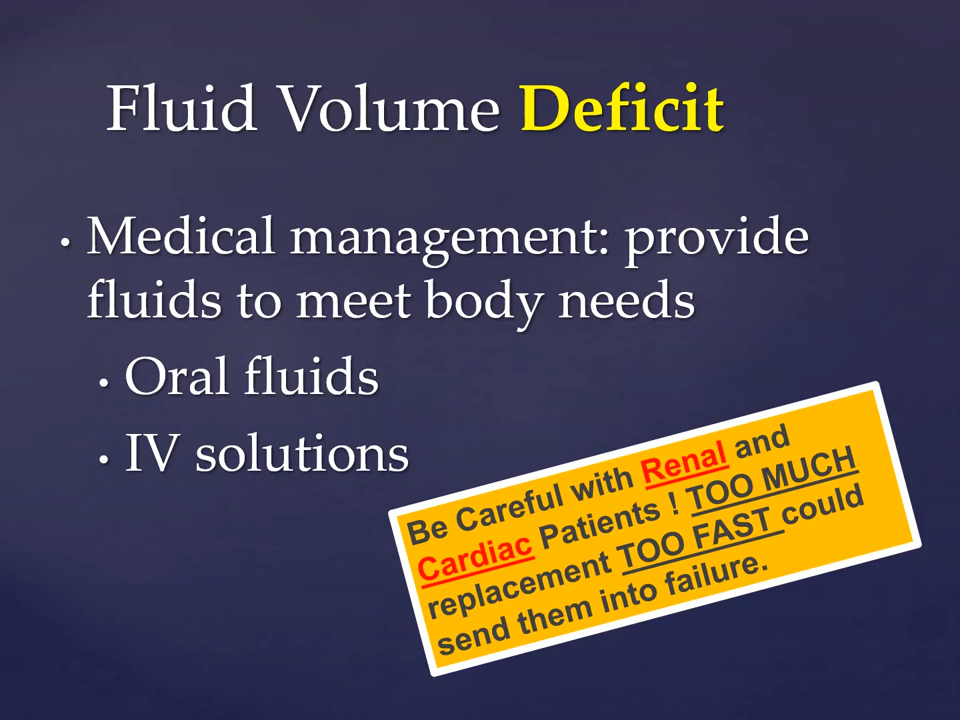 Fluid Volume Deficit
• Medical management: provide
fluids to meet body needs
• Oral fluids
• IV solutions
Be Careful with Renal and
Cardiac Patients ! TOO MUCH
replacement TOO FAST could
send them into failure.